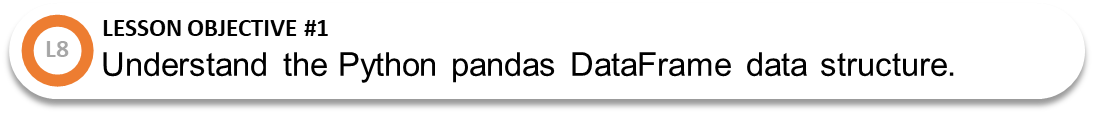 L8
LESSON OBJECTIVE #1
Understand the Python pandas DataFrame data structure.